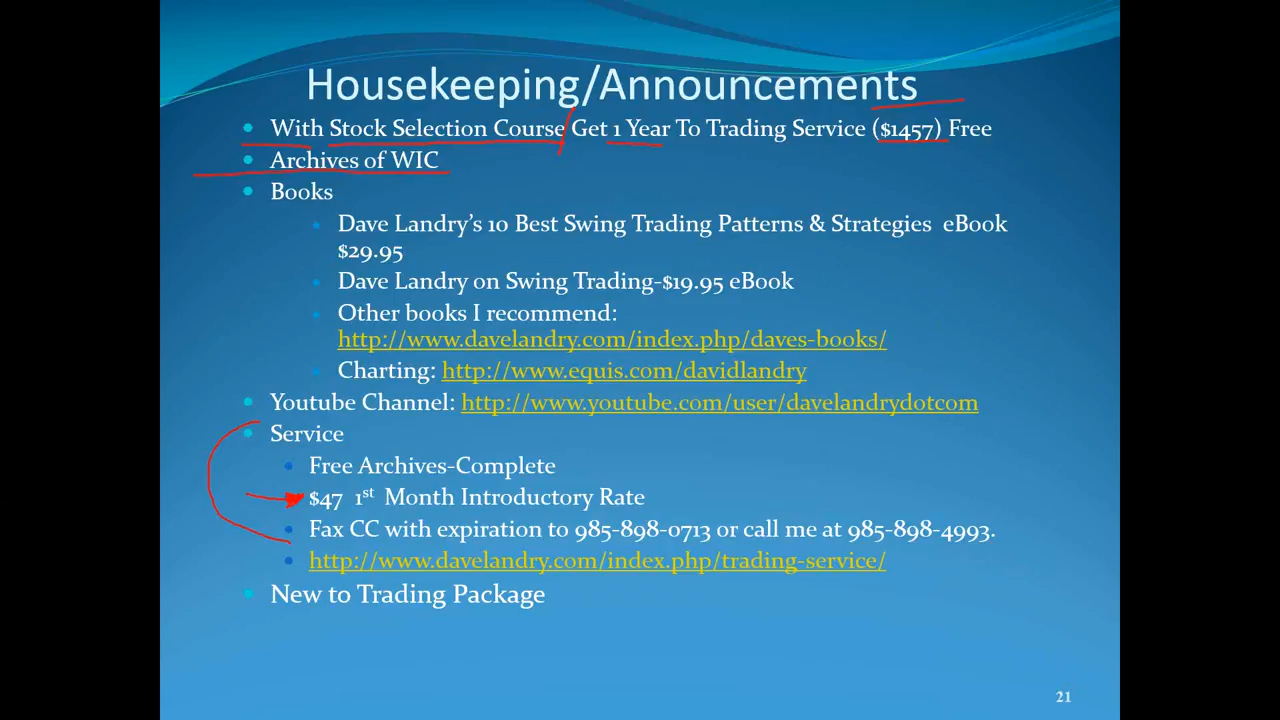 Housekeeping/Announcements
With Stock Selection Course Get 1 Year To Trading Service ($1457) Free
Archives of WIC
Books
Dave Landry’s 10 Best Swing Trading Patterns & Strategies eBook
$29.95
Dave Landry on Swing Trading-$19.95 eBook
Other books I recommend:
http://www.davelandry.com/index.php/daves-books/
Charting: http://www.equis.com/davidlandry
Youtube Channel: http://www.youtube.com/user/davelandrydotcom
Service
Free Archives-Complete
$47 1st Month Introductory Rate
Fax CC with expiration to 985-898-0713 or call me at 985-898-4993.
http://www.davelandry.com/index.php/trading-service/
New to Trading Package
21